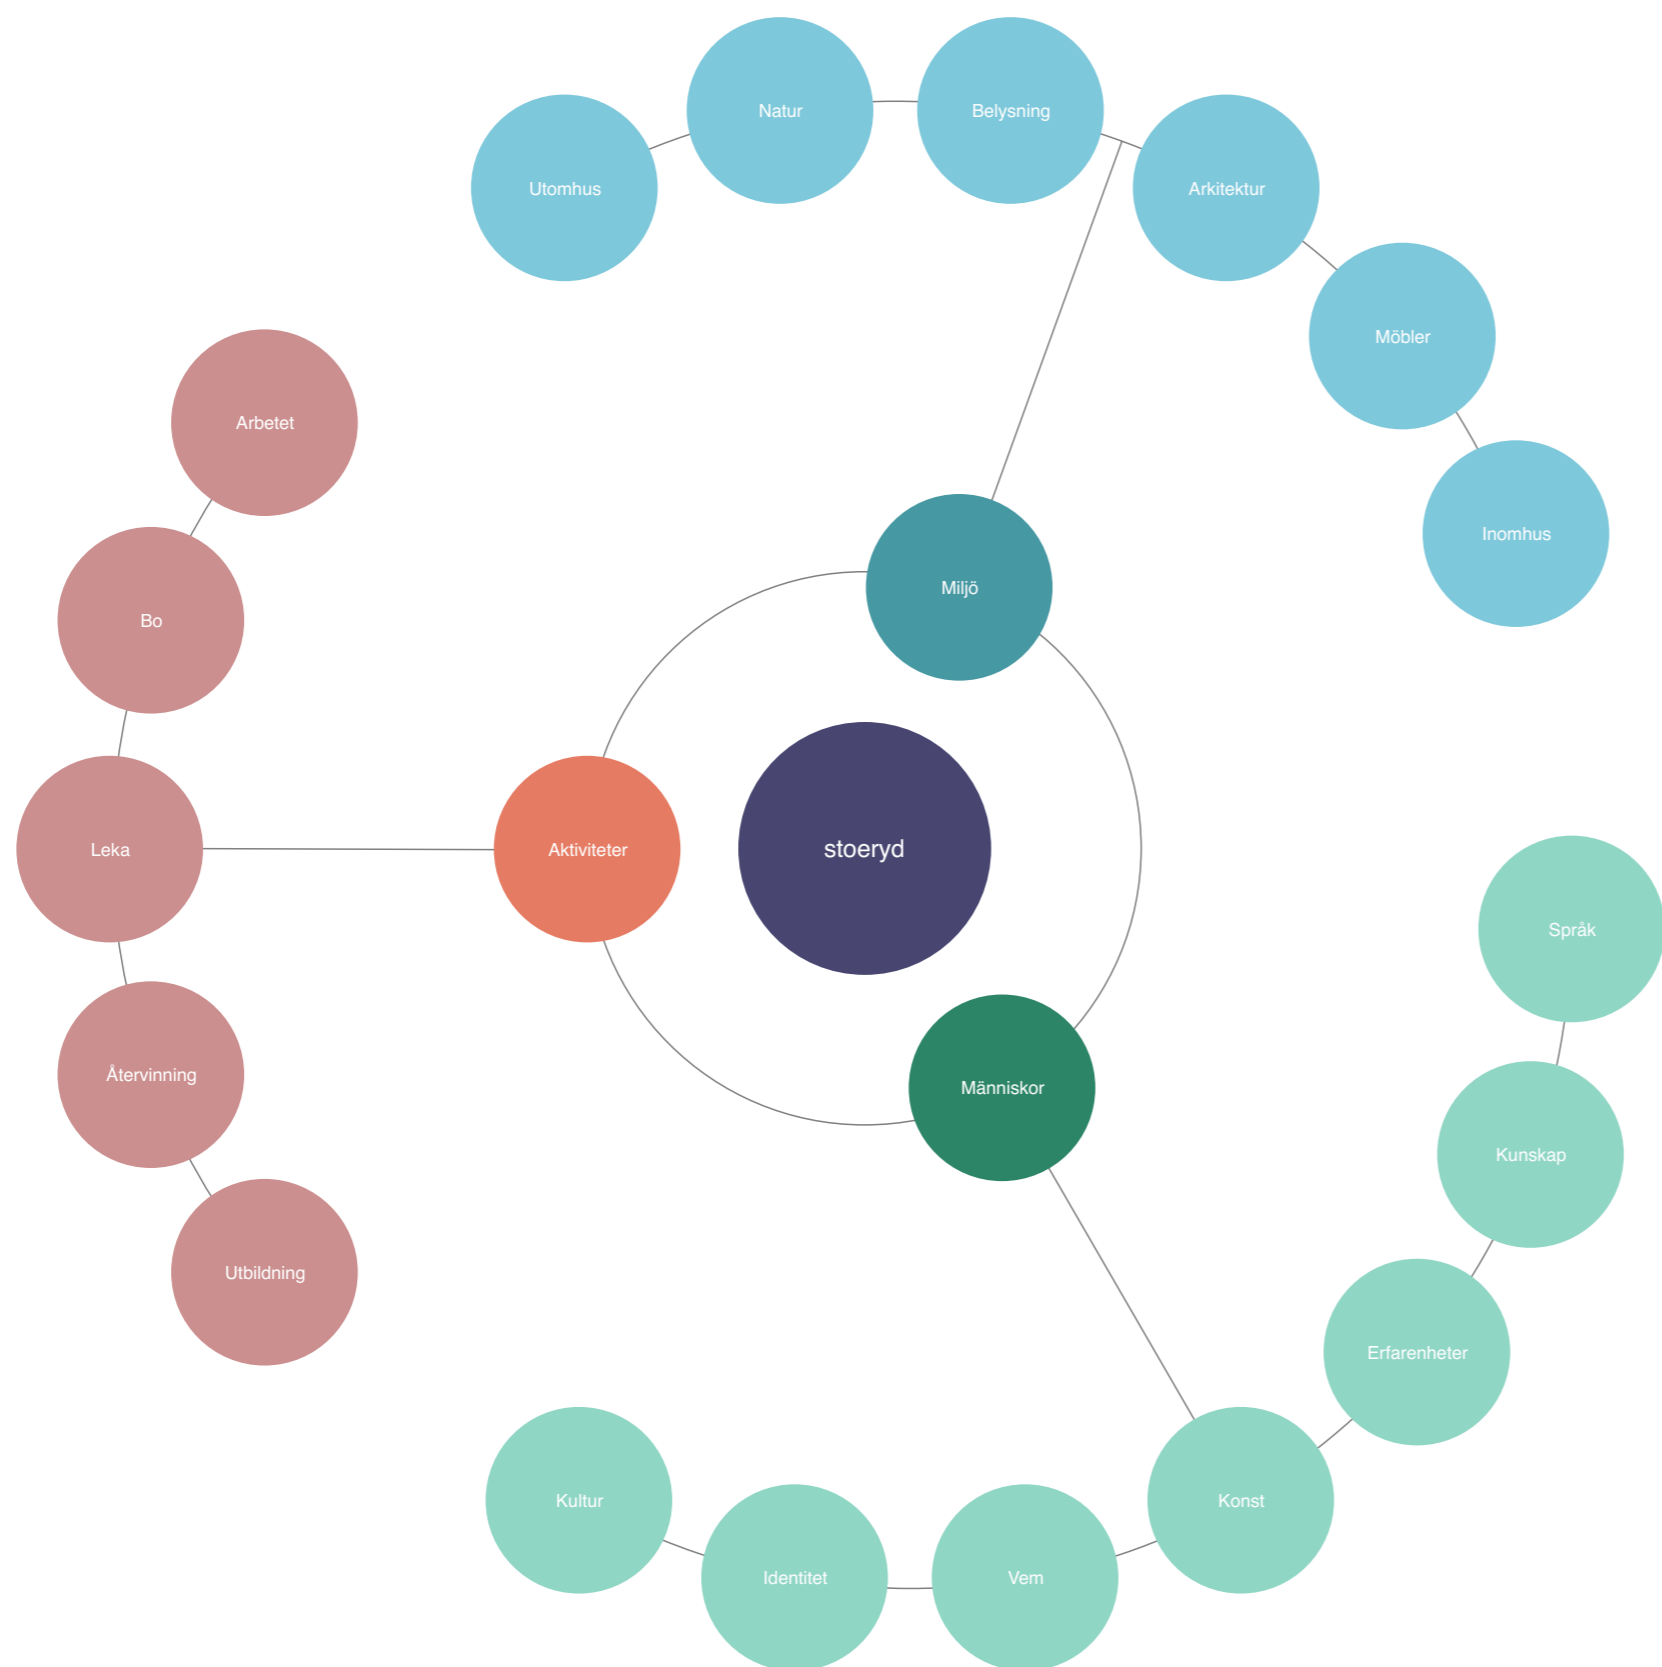 Natur
Belysning
Utomhus
Arkitektur
Möbler
Arbetet
Inomhus
Miljö
Bo
stoeryd
Leka
Aktiviteter
Språk
Återvinning
Människor
Kunskap
Utbildning
Erfarenheter
Kultur
Konst
Identitet
Vem